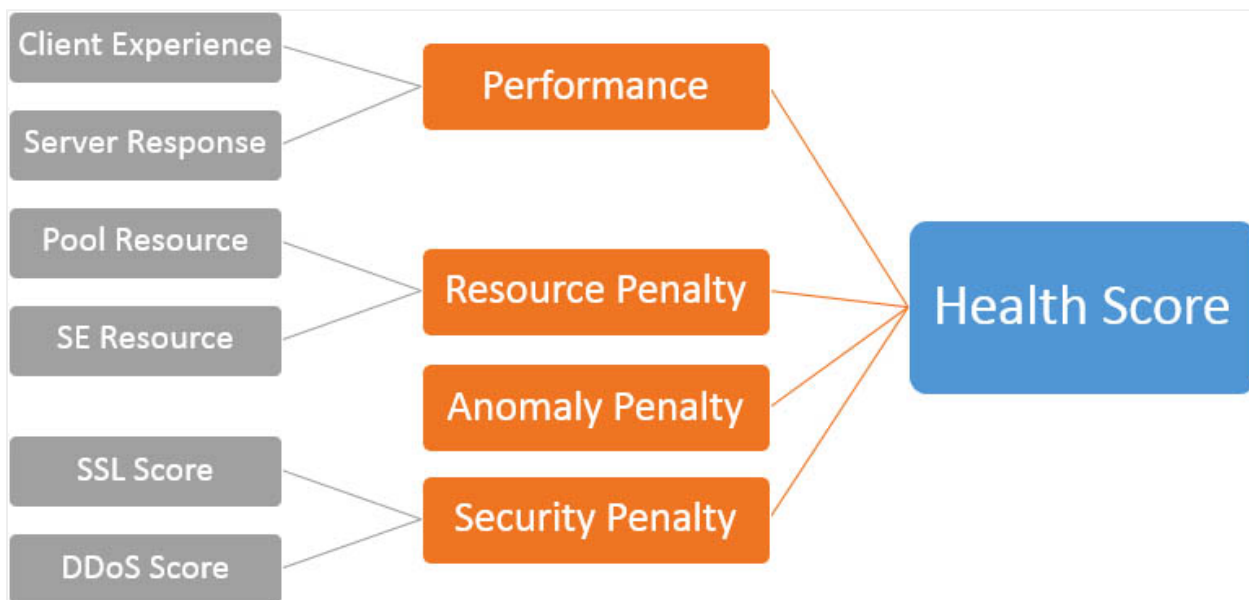 Client Experience
Server Response
Pool Resource
SE Resource
SSL Score
DDoS Score
Performance
Resource Penalty
Anomaly Penalty
Security Penalty
Health Score